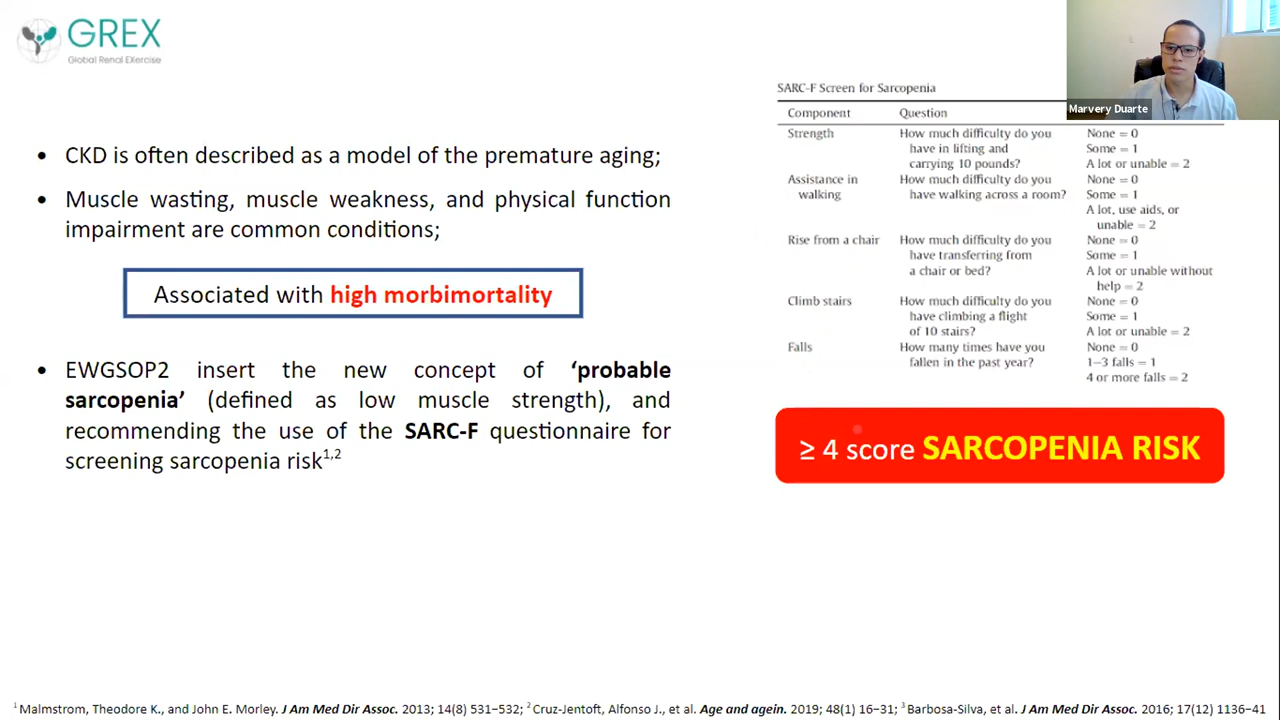 GREX
Global Renal Exercise
Marvery Duarte
• CKD is often described as a model of the premature aging;
• Muscle wasting, muscle weakness, and physical function
impairment are common conditions;
Associated with high morbimortality
• EWGSOP2 insert the new concept of ‘probable
sarcopenia’ (defined as low muscle strength), and
recommending the use of the SARC-F questionnaire for
screening sarcopenia risk1,2
SARC-F Screen for Sarcopenia
Component Question
Strength How much difficulty do you None = 0
have in lifting and Some = 1
carrying 10 pounds? A lot or unable = 2
Assistance in How much difficulty do you None = 0
walking have walking across a room? Some = 1
A lot, use aids, or
unable = 2
Rise from a chair How much difficulty do you None = 0
have transferring from Some = 1
a chair or bed? A lot or unable without
help = 2
Climb stairs How much difficulty do you None = 0
have climbing a flight Some = 1
of 10 stairs? A lot or unable = 2
Falls How many times have you None = 0
fallen in the past year? 1–3 falls = 1
4 or more falls = 2
≥ 4 score SARCOPENIA RISK
1 Malmstrom, Theodore K., and John E. Morley. J Am Med Dir Assoc. 2013; 14(8) 531–532; 2 Cruz-Jentoft, Alfonso J., et al. Age and agein. 2019; 48(1) 16–31; 3 Barbosa-Silva, et al. J Am Med Dir Assoc. 2016; 17(12) 1136–41